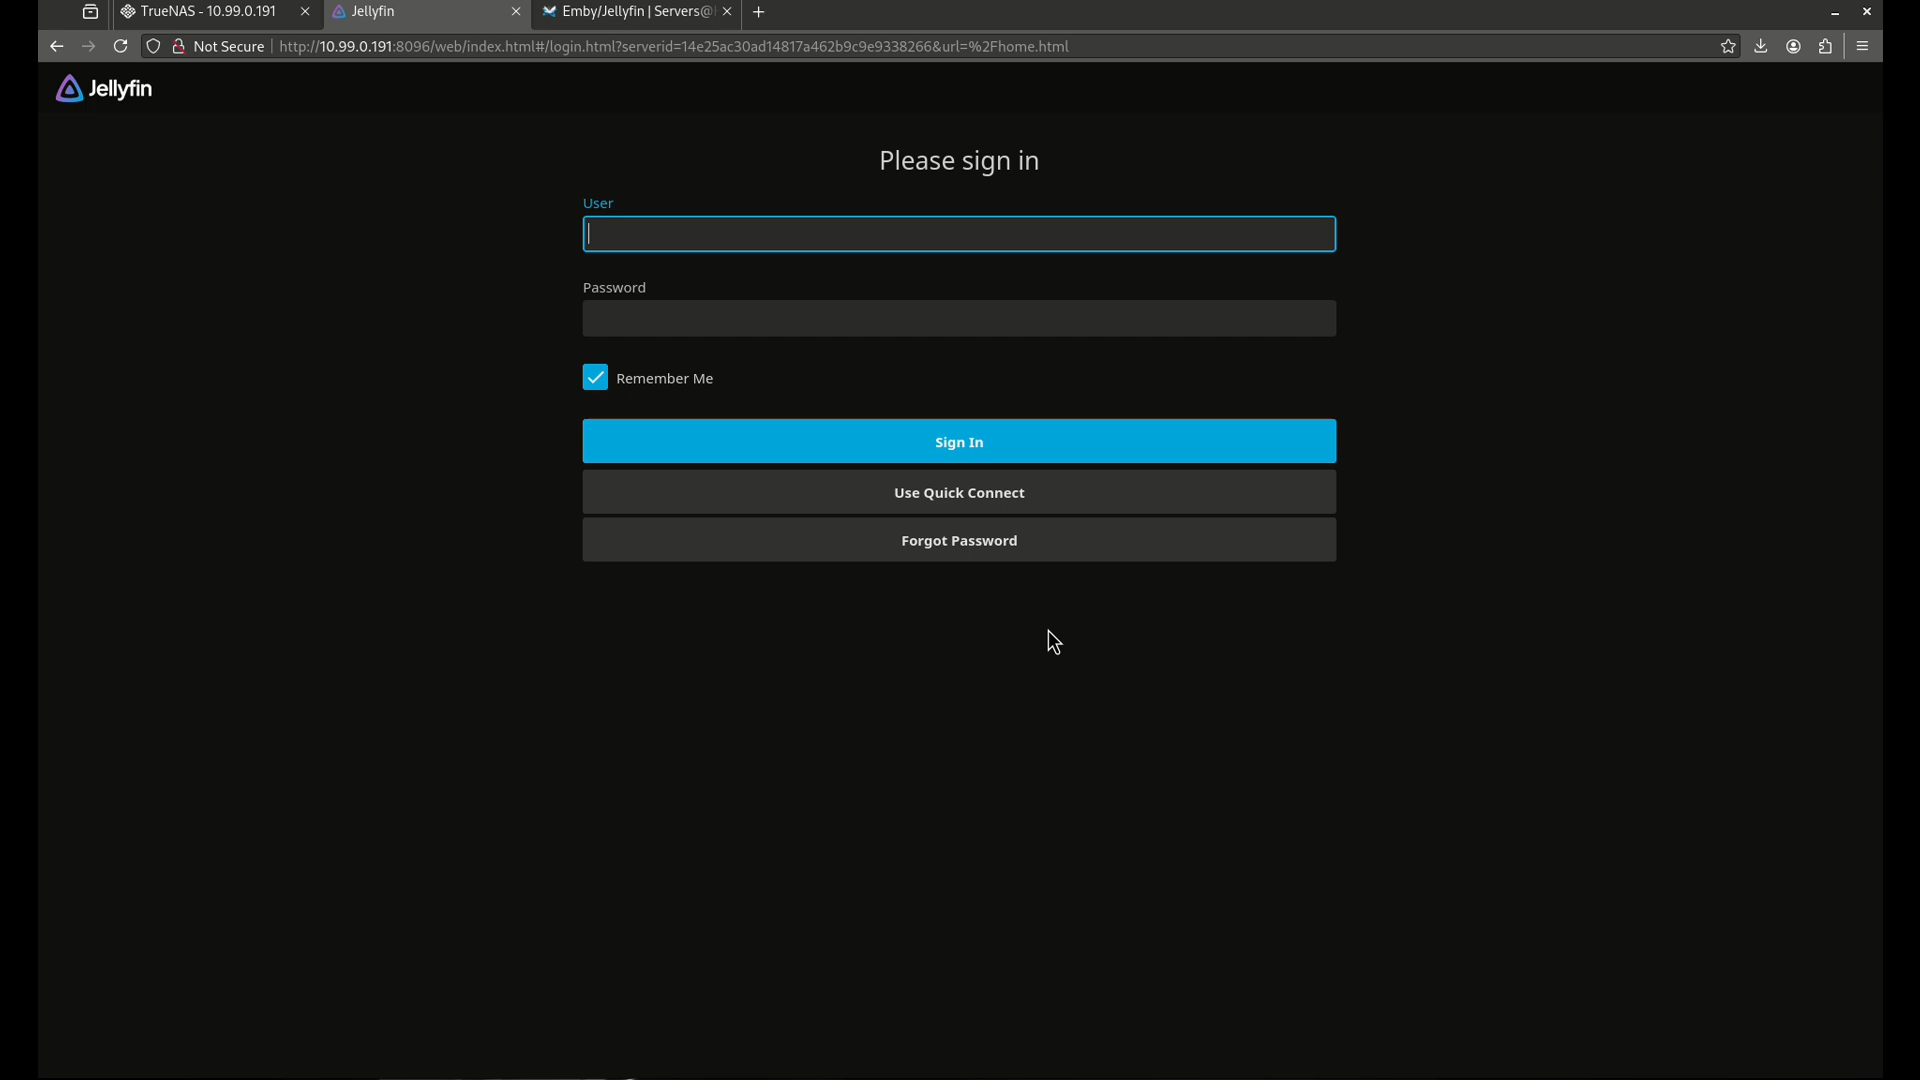 TrueNAS - 10.99.0.191
Jellyfin
Emby/Jellyfin | Servers@
Not Secure
http://10.99.0.191:8096/web/index.html#/login.html?serverid=14e25ac30ad14817a462b9c9e9338266&url=%2Fhome.html
Jellyfin
Please sign in
User
Password
Remember Me
Sign In
Use Quick Connect
Forgot Password